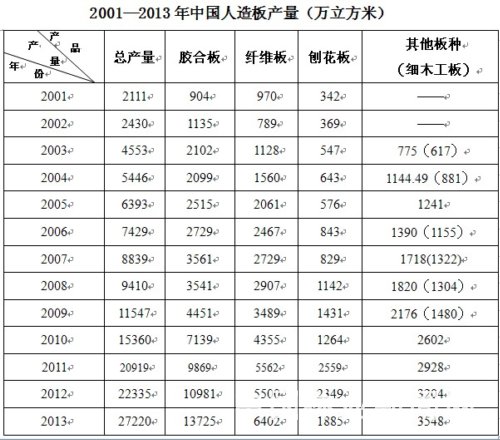 2001—2013年中国人造板产量（万立方米）
产品 产量 年份 总产量 胶合板 纤维板 刨花板 其他板种（细木工板）
2001 2111 904 970 342 ——
2002 2430 1135 789 369 ——
2003 4553 2102 1128 547 775（617）
2004 5446 2099 1560 643 1144.49（881）
2005 6393 2515 2061 576 1241
2006 7429 2729 2467 843 1390（1155）
2007 8839 3561 2729 829 1718(1322)
2008 9410 3541 2907 1142 1820（1304）
2009 11547 4451 3489 1431 2176（1480）
2010 15360 7139 4355 1264 2602
2011 20919 9869 5562 2559 2928
2012 22335 10981 2349
2013 27220 13725 6402 1885 3548